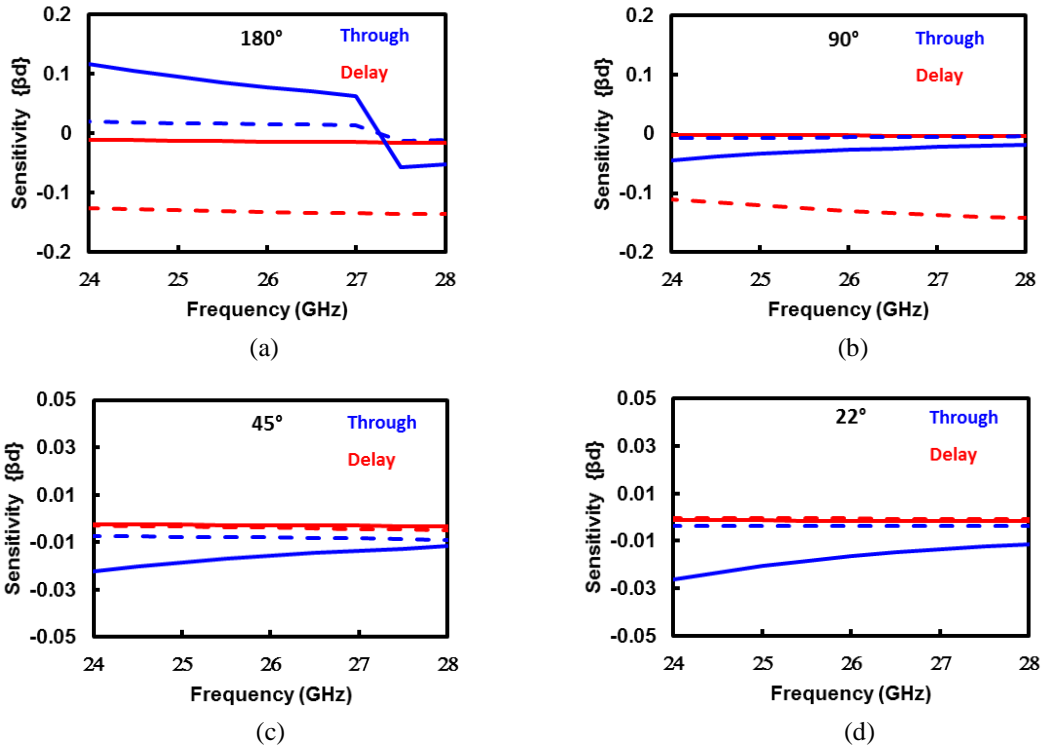 0.2
180°
Through
0.1
Delay
0
-0.1
-0.2
Sensitivity {βd}
24 25 26 27 28
Frequency (GHz)
(a)
0.2
90°
Through
0.1
Delay
0
-0.1
-0.2
Sensitivity {βd}
24 25 26 27 28
Frequency (GHz)
(b)
0.05
45°
Through
0.03
Delay
0.01
-0.01
-0.03
-0.05
Sensitivity {βd}
24 25 26 27 28
Frequency (GHz)
(c)
0.05
22°
Through
0.03
Delay
0.01
-0.01
-0.03
-0.05
Sensitivity {βd}
24 25 26 27 28
Frequency (GHz)
(d)